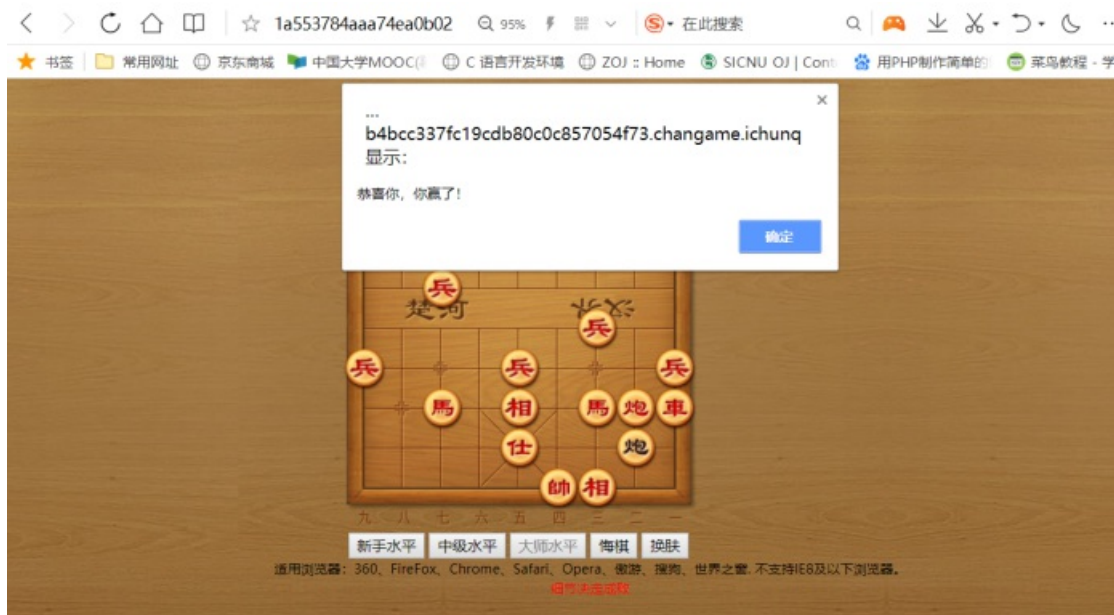 1a553784aaa74ea0b02 95% 在此搜索
书签 常用网址 京东商城 中国大学MOOC( C 语言开发环境 ZOJ :: Home SICNU OJ | Cont 用PHP制作简单的 菜鸟教程 - 学
...
b4bcc337fc19cdb80c0c857054f73.changame.ichunq
显示:
恭喜你，你赢了!
确定
兵
楚河 汉界
兵
兵 兵 兵
馬 相 馬 炮 車
仕 炮
帥 相
九 八 七 六 五 四 三 二 一
新手水平 中级水平 大师水平 悔棋 换肤
适用浏览器：360、FireFox、Chrome、Safari、Opera、傲游、搜狗、世界之窗. 不支持IE8及以下浏览器。
细节决定成败